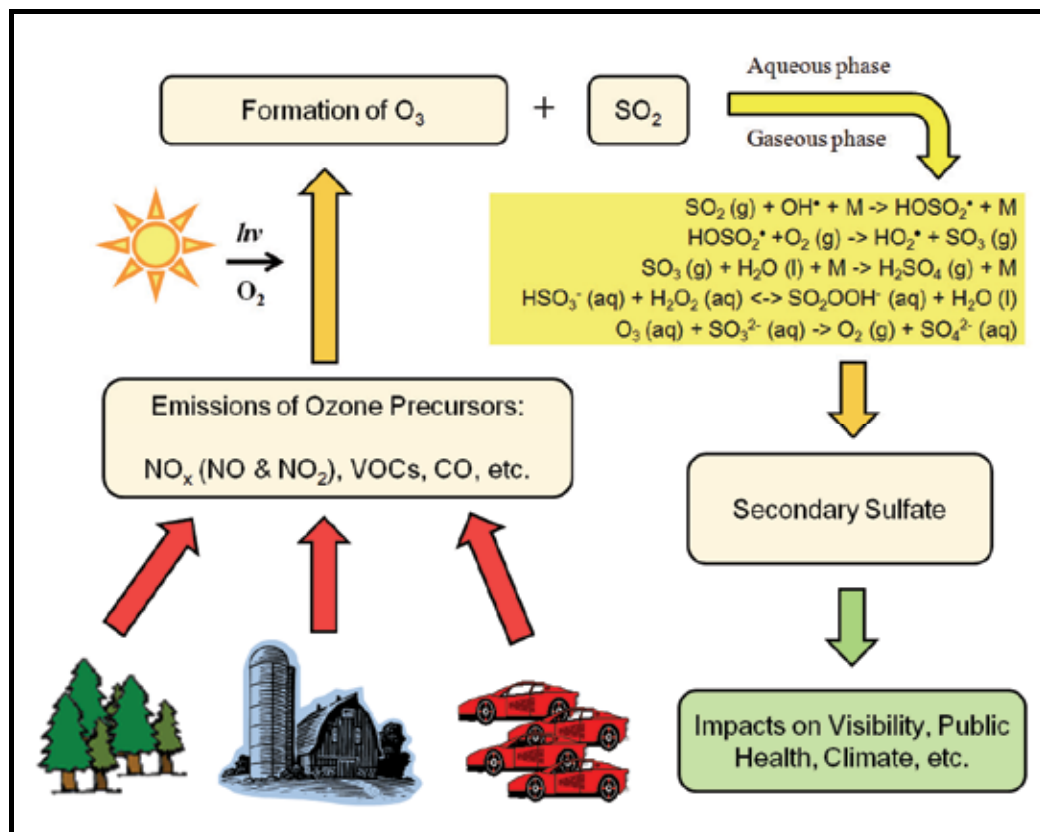 Formation of O₃
+
SO₂
Aqueous phase
Gaseous phase
hν
O₂
SO₂ (g) + OH• + M -> HOSO₂• + M
HOSO₂• +O₂ (g) -> HO₂• + SO₃ (g)
SO₃ (g) + H₂O (l) + M-> H₂SO₄ (g) + M
HSO₃⁻ (aq) + H₂O₂ (aq) <-> SO₂OOH⁻ (aq) + H₂O (l)
O₃ (aq) + SO₃²⁻ (aq) -> O₂ (g) + SO₄²⁻ (aq)
Emissions of Ozone Precursors:
NOₓ (NO & NO₂), VOCs, CO, etc.
Secondary Sulfate
Impacts on Visibility, Public
Health, Climate, etc.